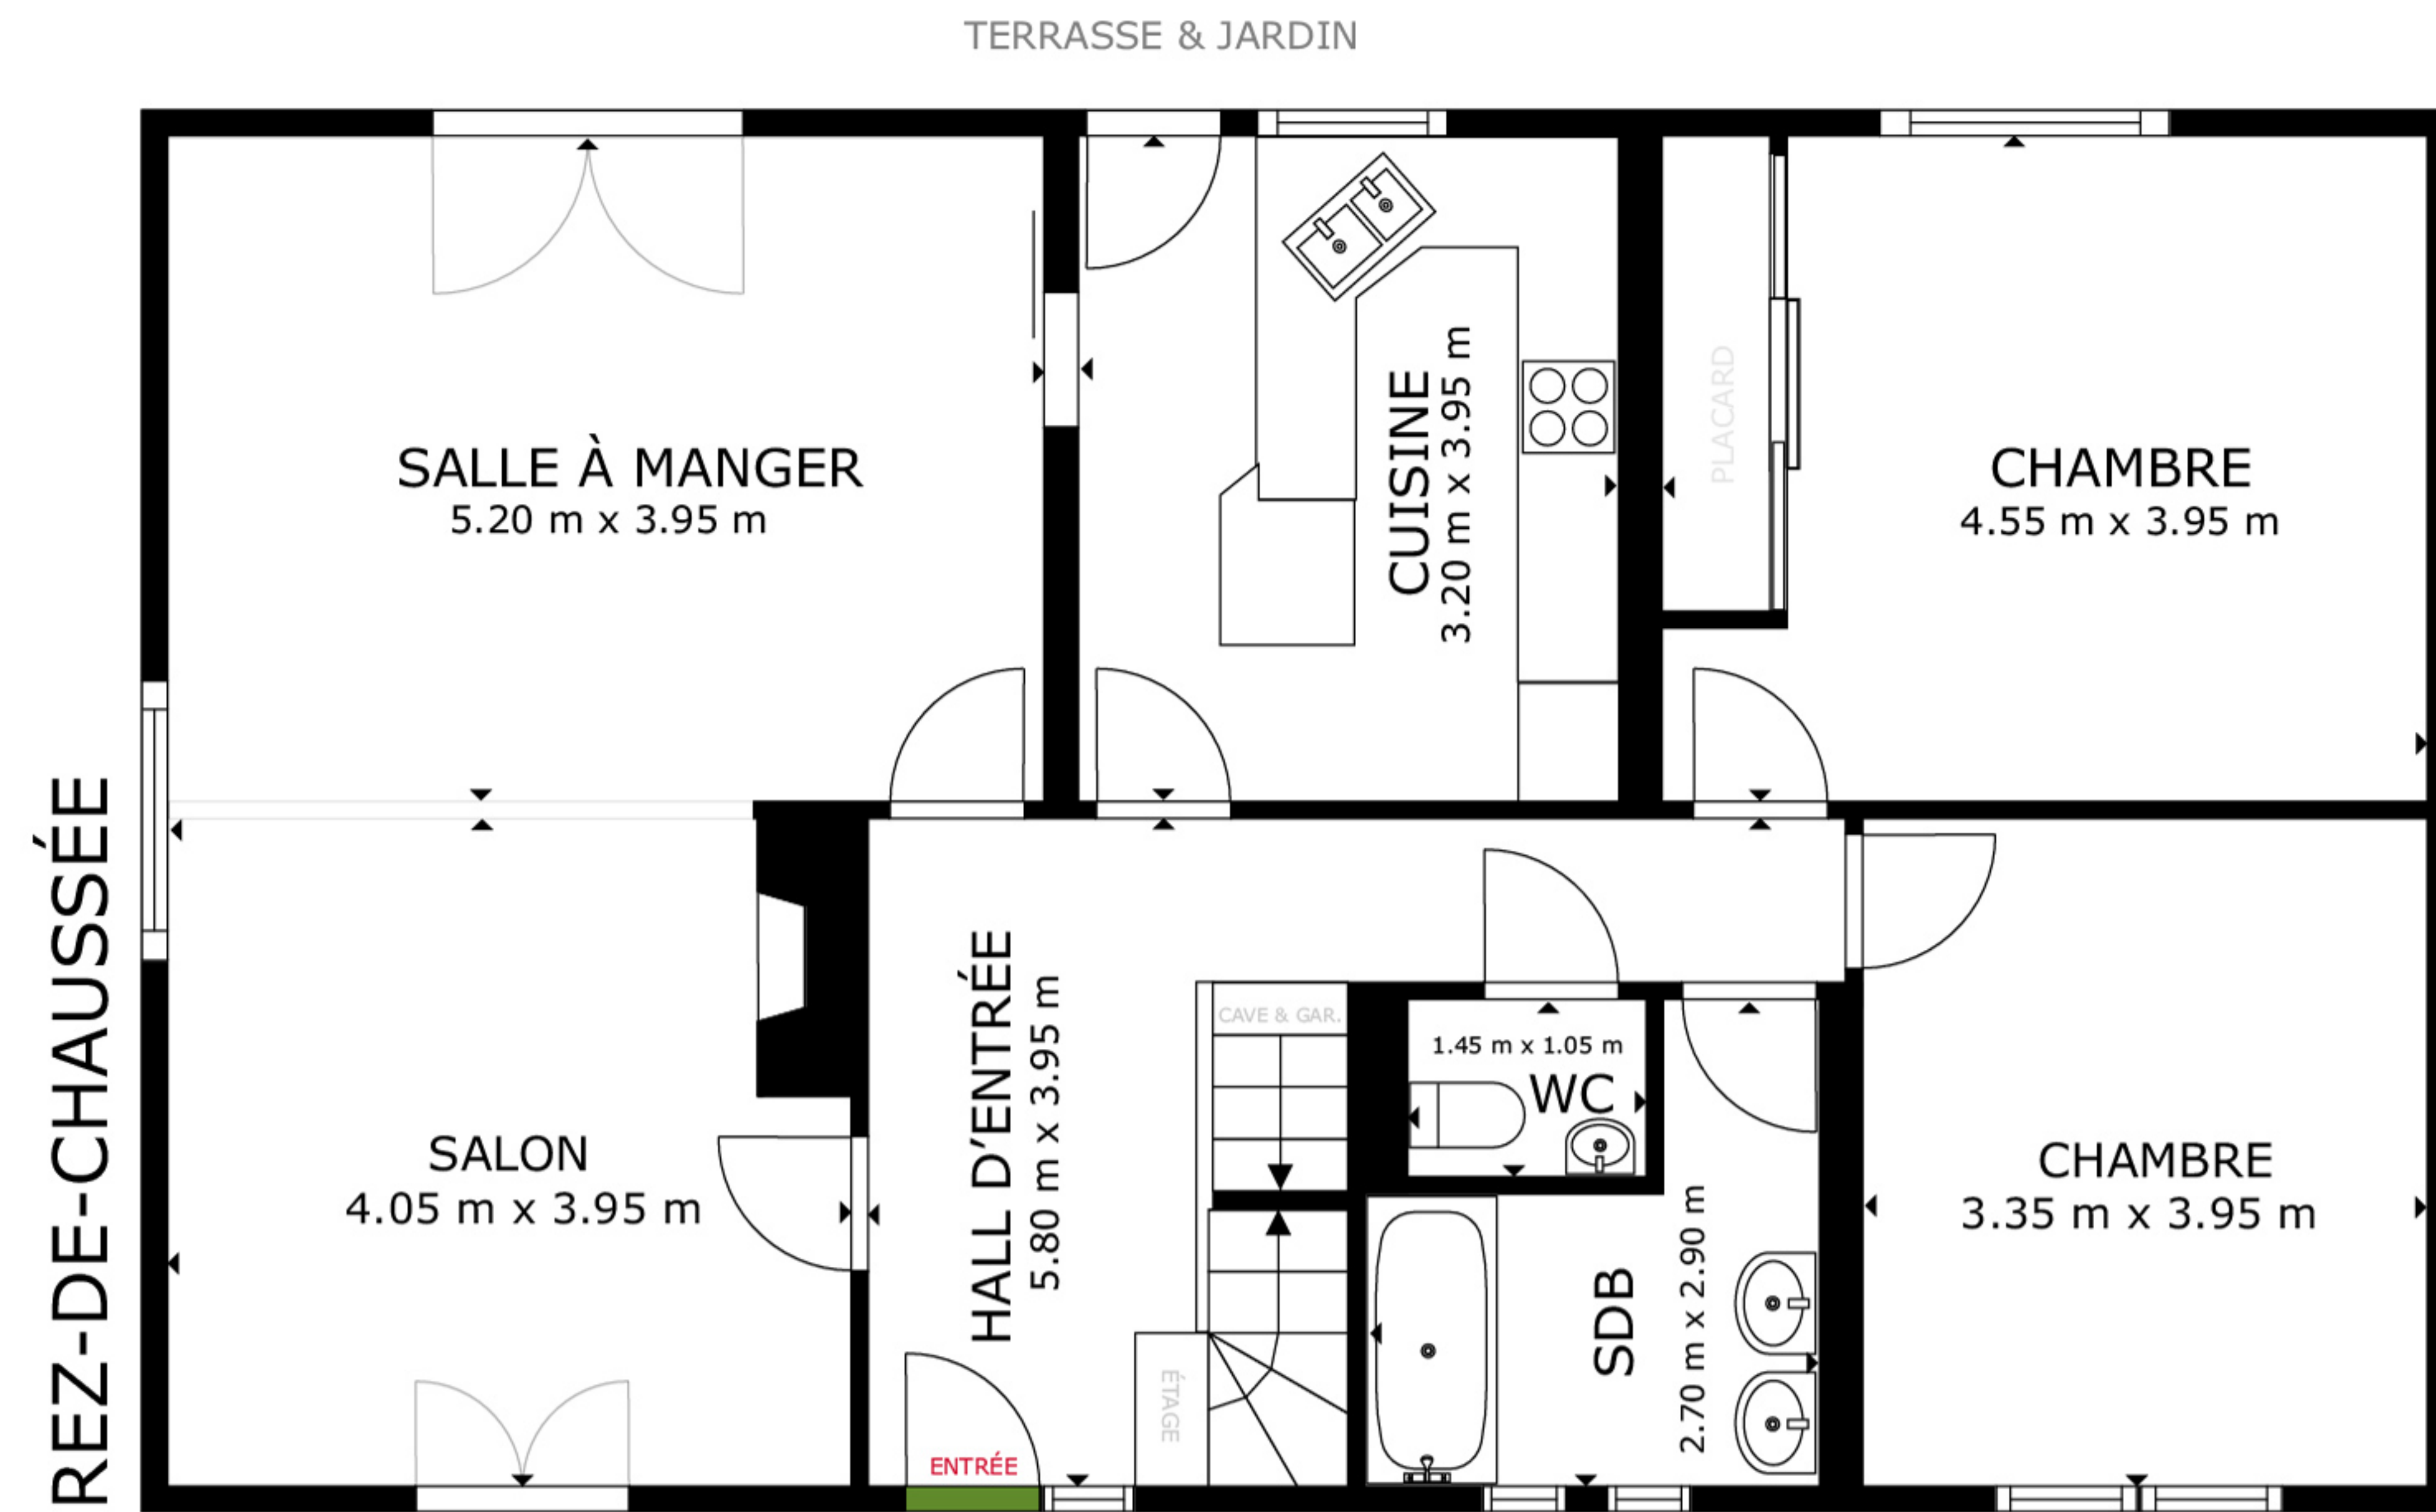 TERRASSE & JARDIN
REZ-DE-CHAUSSÉE
SALLE À MANGER
5.20 m x 3.95 m
CUISINE
3.20 m x 3.95 m
PLACARD
CHAMBRE
4.55 m x 3.95 m
SALON
4.05 m x 3.95 m
HALL D’ENTRÉE
5.80 m x 3.95 m
CAVE & GAR.
1.45 m x 1.05 m
WC
SDB
2.70 m x 2.90 m
CHAMBRE
3.35 m x 3.95 m
ÉTAGE
ENTRÉE